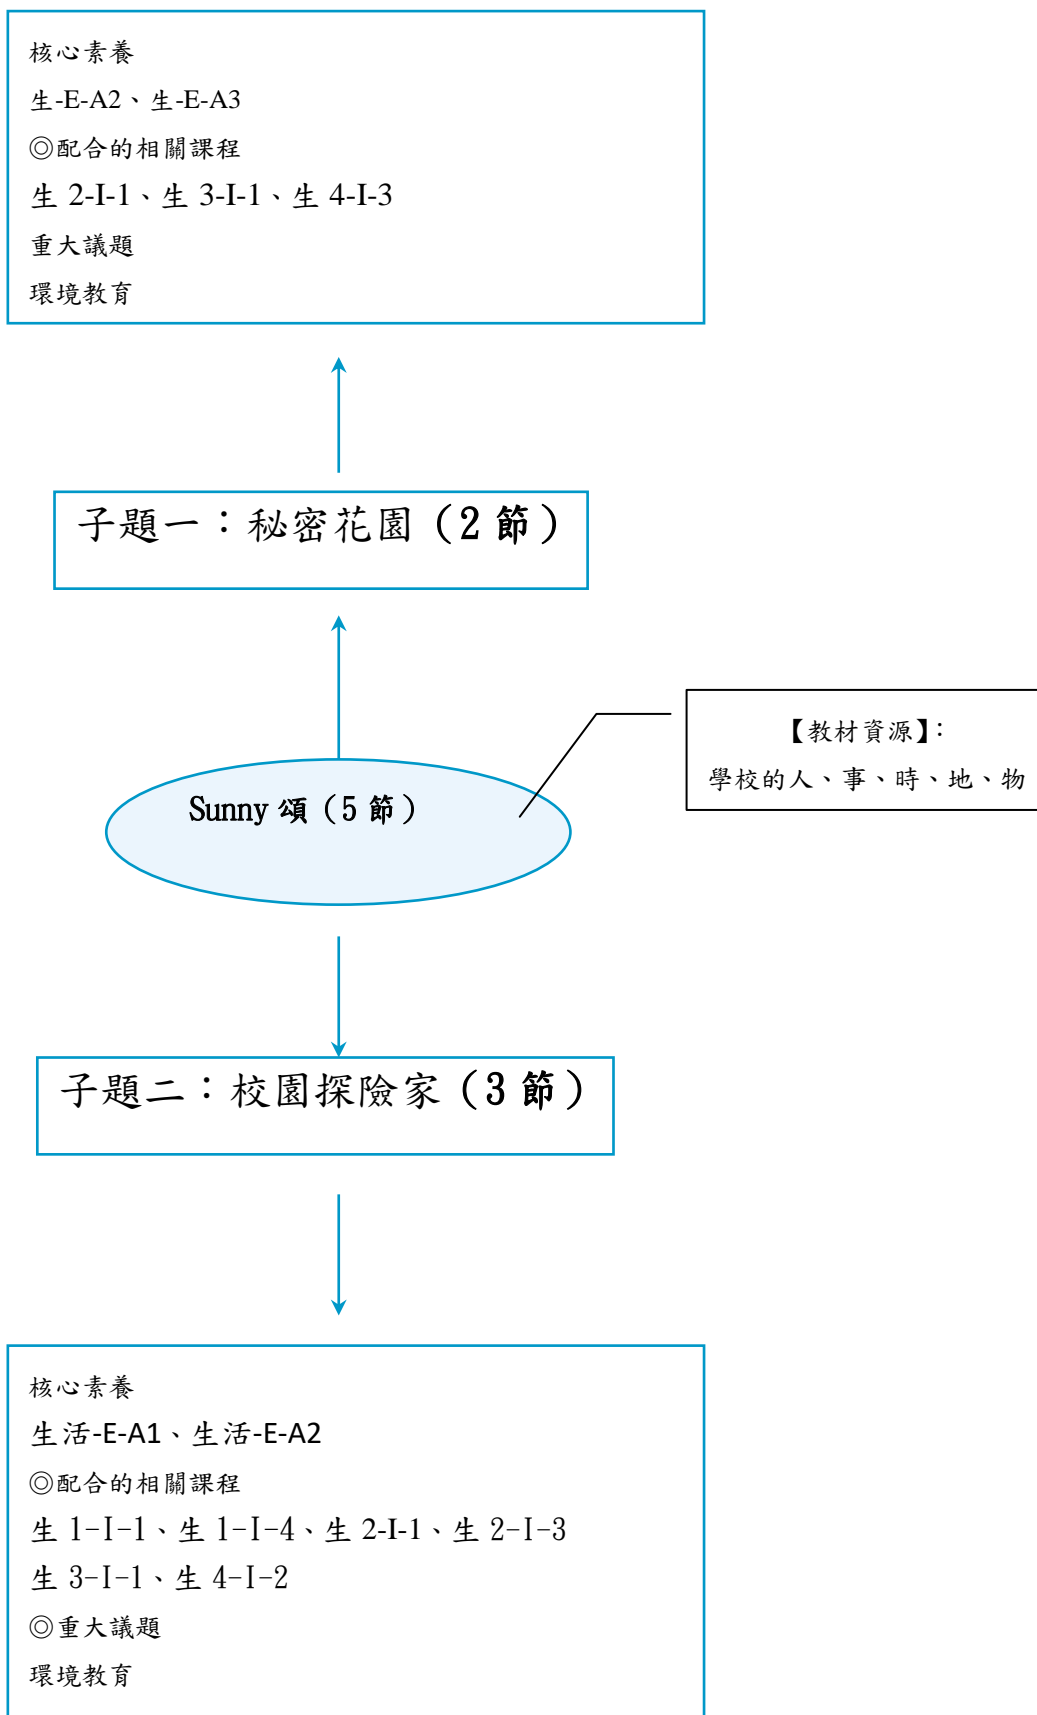 核心素養
生-E-A2、生-E-A3
◎配合的相關課程
生 2-I-1、生 3-I-1、生 4-I-3
重大議題
環境教育
子題一：秘密花園（2 節）
【教材資源】：
學校的人、事、時、地、物
Sunny 頌（5 節）
子題二：校園探險家（3 節）
核心素養
生活-E-A1、生活-E-A2
◎配合的相關課程
生 1-I-1、生 1-I-4、生 2-I-1、生 2-I-3
生 3-I-1、生 4-I-2
◎重大議題
環境教育